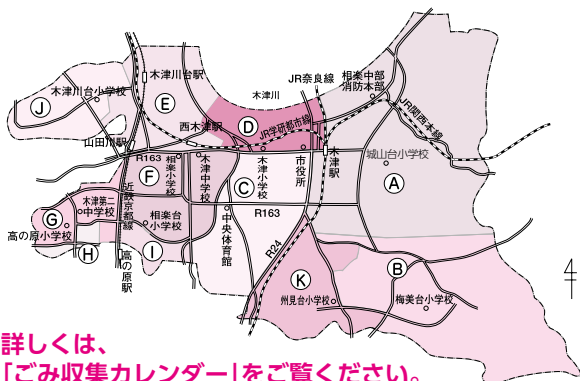 木津川台駅
木津川
JR奈良線
相楽中部
消防本部
木津川台小学校
J
E
西木津駅
D
JR学研都市線
JR関西本線
山田川駅
R163
相楽小学校
木津中学校
木津小学校
市役所
木津駅
城山台小学校
F
C
A
近鉄京都線
木津第二
中学校
相楽台
小学校
中央体育館
R163
G
高の原小学校
H
高の原駅
I
R24
K
州見台小学校
B
梅美台小学校
4
詳しくは、
「ごみ収集カレンダー」をご覧ください。